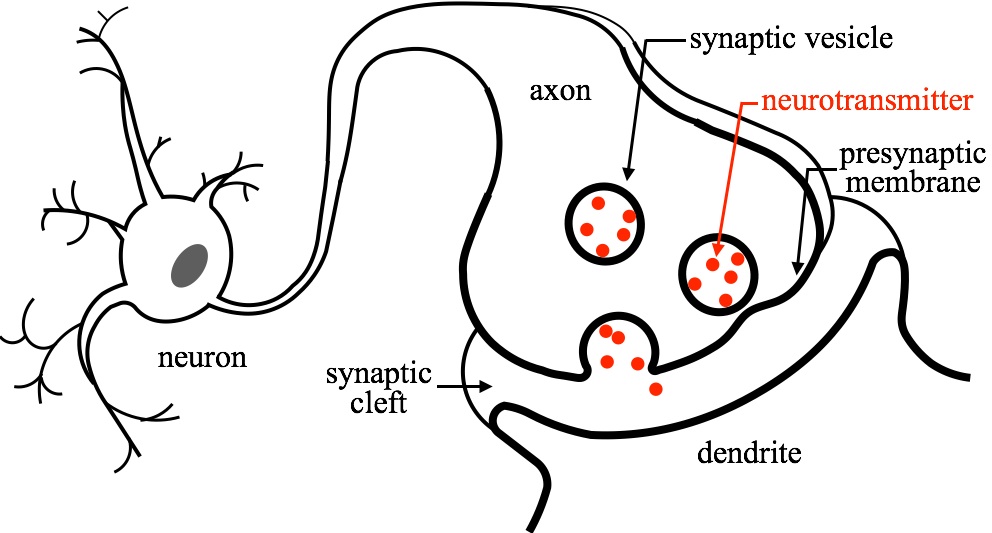 synaptic vesicle
axon
neurotransmitter
presynaptic
membrane
neuron
synaptic
cleft
dendrite